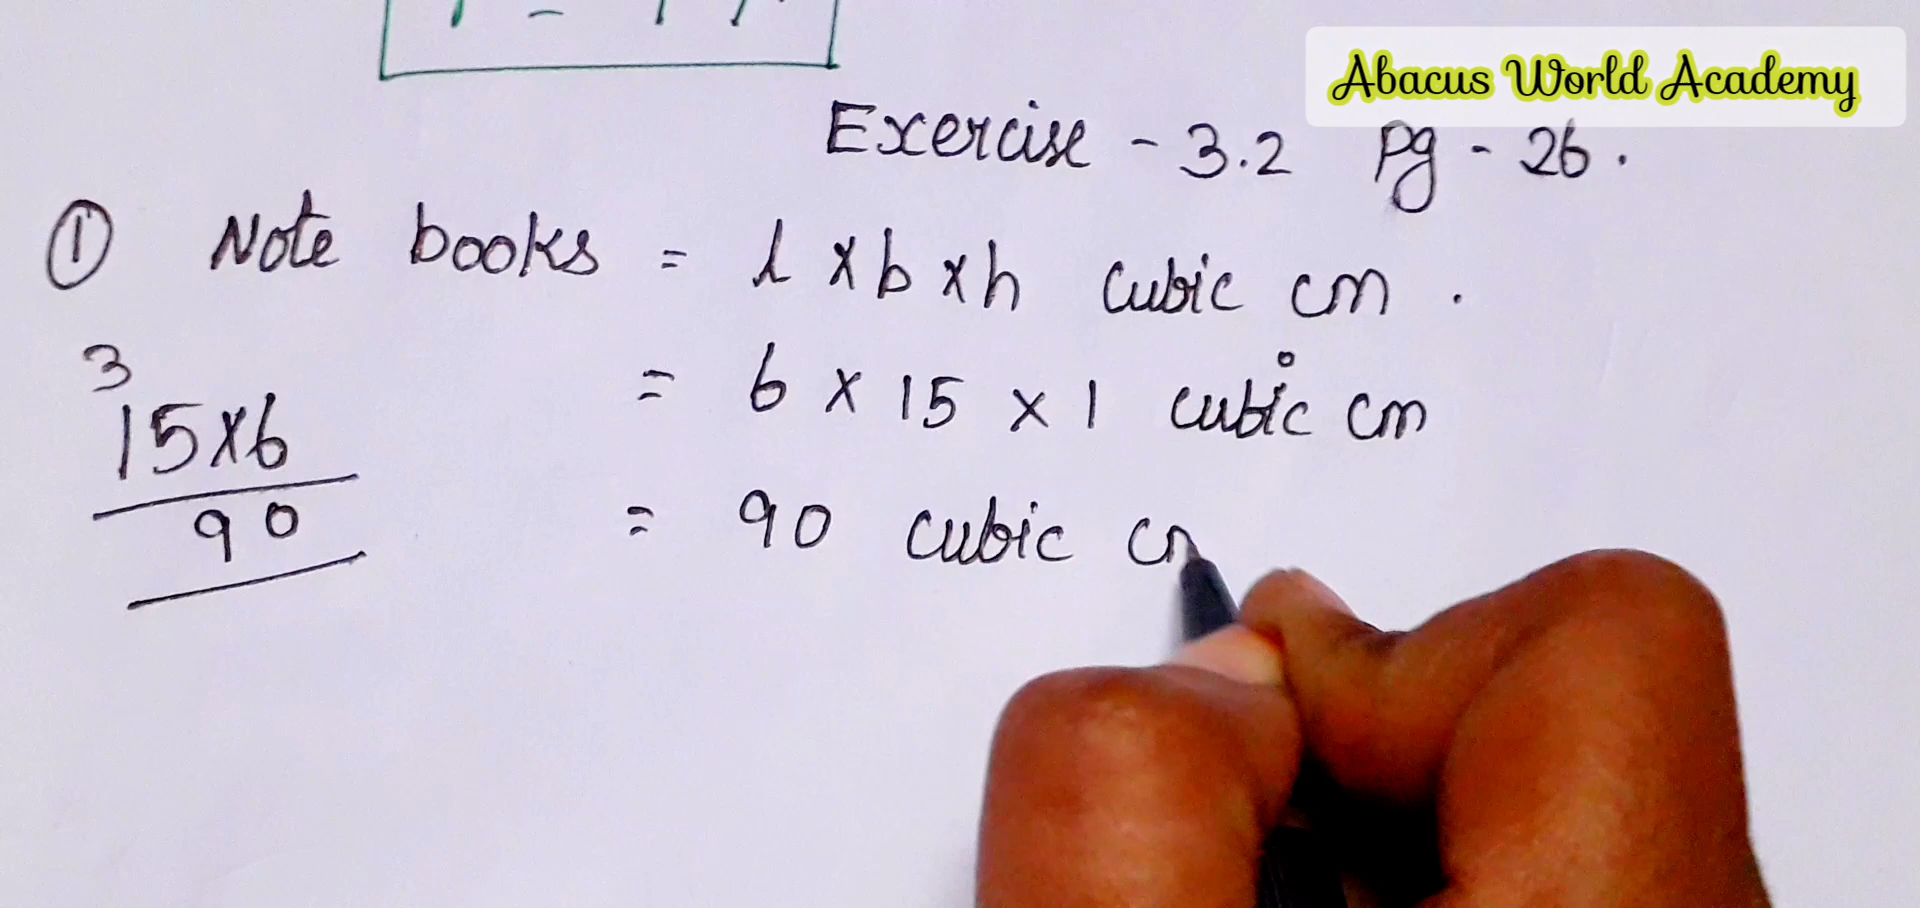 Abacus World Academy
Exercise - 3.2 Pg - 26.
① Note books = l x b x h cubic cm.
= 6 x 15 x 1 cubic cm
3
15x6
90
= 90 cubic cm